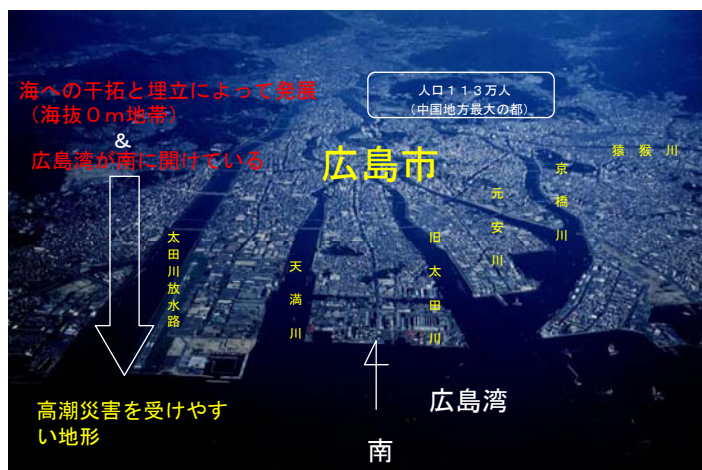 海への干拓と埋立によって発展
（海抜０ｍ地帯）
＆
広島湾が南に開けている
人口１１３万人
（中国地方最大の都）
広島市
猿猴川
京橋川
元安川
旧太田川
天満川
太田川放水路
高潮災害を受けやす
い地形
広島湾
南